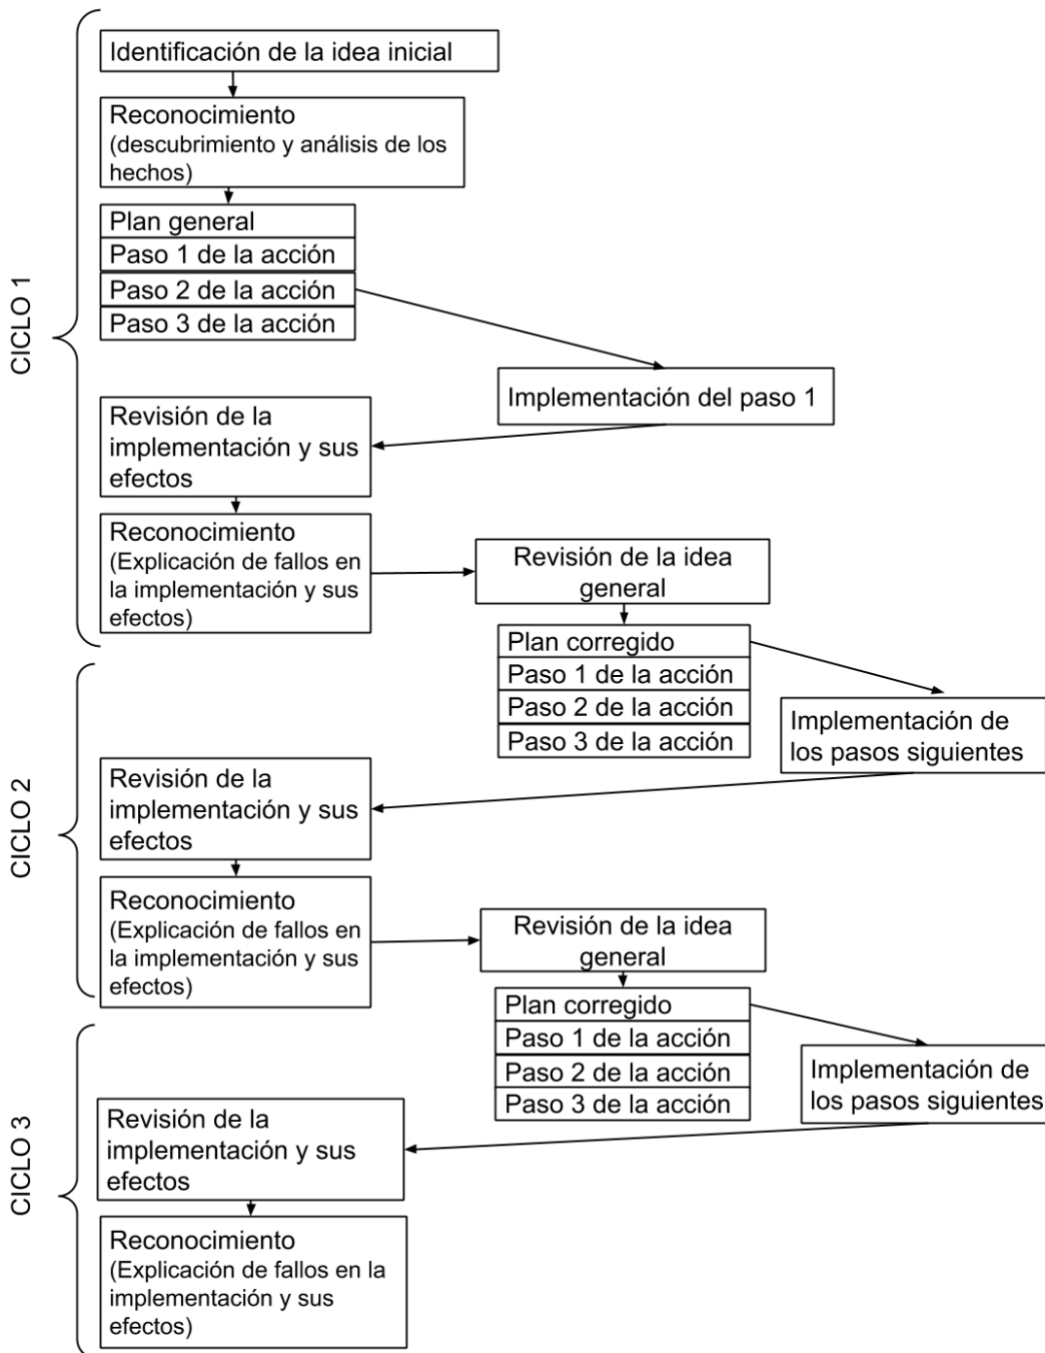 CICLO 1
Identificación de la idea inicial
Reconocimiento
(descubrimiento y análisis de los
hechos)
Plan general
Paso 1 de la acción
Paso 2 de la acción
Paso 3 de la acción
Implementación del paso 1
Revisión de la
implementación y sus
efectos
Reconocimiento
(Explicación de fallos en
la implementación y sus
efectos)
Revisión de la idea
general
Plan corregido
Paso 1 de la acción
Paso 2 de la acción
Paso 3 de la acción
Implementación de
los pasos siguientes
CICLO 2
Revisión de la
implementación y sus
efectos
Reconocimiento
(Explicación de fallos en
la implementación y sus
efectos)
Revisión de la idea
general
Plan corregido
Paso 1 de la acción
Paso 2 de la acción
Paso 3 de la acción
Implementación de
los pasos siguientes
CICLO 3
Revisión de la
implementación y sus
efectos
Reconocimiento
(Explicación de fallos en la
implementación y sus
efectos)